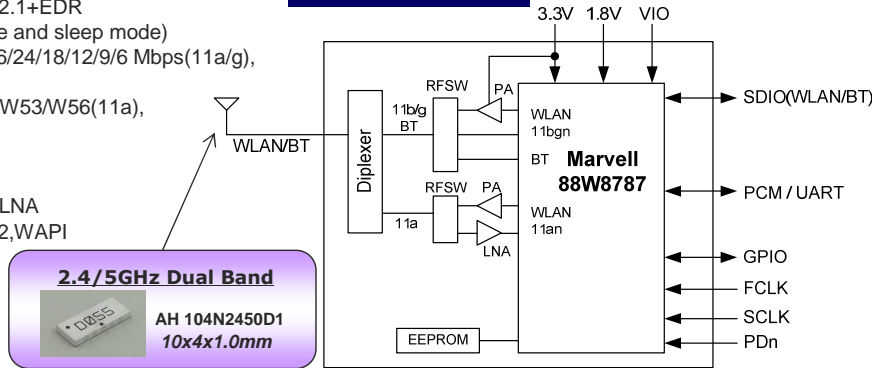 2.1+EDR
e and sleep mode)
6/24/18/12/9/6 Mbps(11a/g),
W53/W56(11a),
LNA
2,WAPI
3.3V 1.8V VIO
WLAN/BT
Diplexer
11b/g
BT
11a
RFSW
PA
RFSW
PA
LNA
WLAN
11bgn
BT
Marvell
88W8787
WLAN
11an
EEPROM
SDIO(WLAN/BT)
PCM / UART
GPIO
FCLK
SCLK
PDn
2.4/5GHz Dual Band
D0SS
AH 104N2450D1
10x4x1.0mm